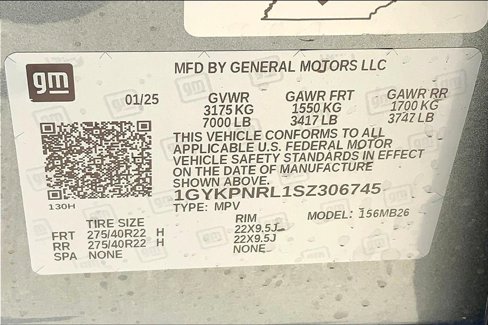 gm
MFD BY GENERAL MOTORS LLC
01/25 GVWR GAWR FRT GAWR RR
3175 KG 1550 KG 1700 KG
7000 LB 3417 LB 3747 LB
THIS VEHICLE CONFORMS TO ALL
APPLICABLE U.S. FEDERAL MOTOR
VEHICLE SAFETY STANDARDS IN EFFECT
ON THE DATE OF MANUFACTURE
SHOWN ABOVE.
1GYKPNRL1SZ306745
130H
TYPE: MPV
TIRE SIZE RIM MODEL: 156MB26
FRT 275/40R22 H 22X9.5J
RR 275/40R22 H 22X9.5J
SPA NONE NONE